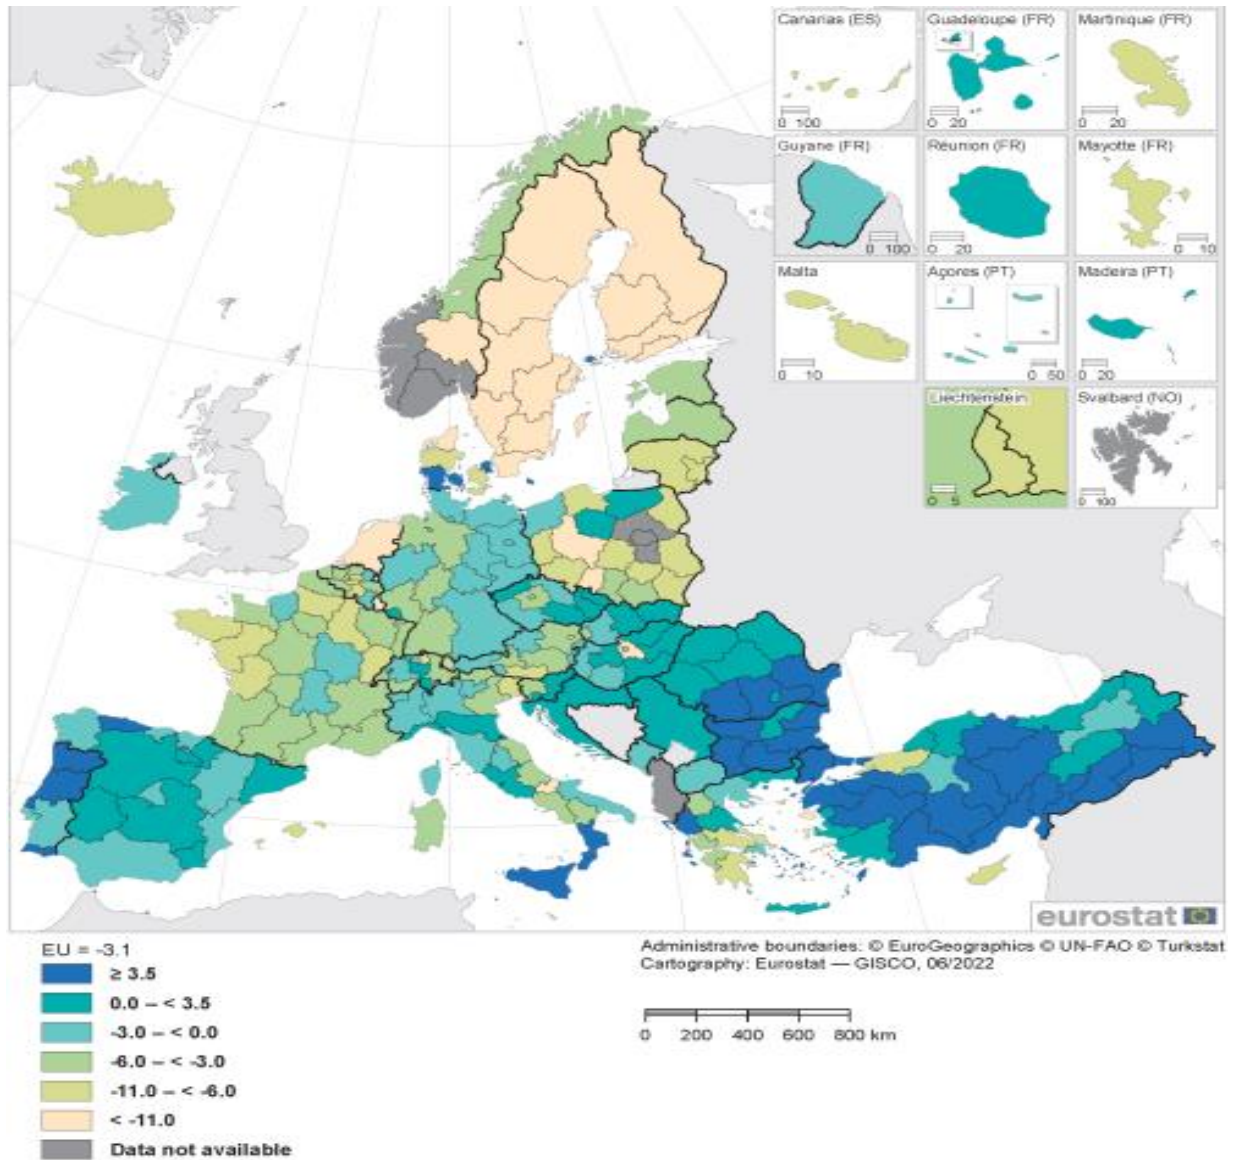 Canarias (ES)
0 100
Guadeloupe (FR)
0 20
Martinique (FR)
0 20
Guyane (FR)
0 100
Réunion (FR)
0 20
Mayotte (FR)
0 10
Malta
0 10
Açores (PT)
0 50
Madeira (PT)
0 20
Liechtenstein
0 5
Svalbard (NO)
0 100
eurostat
EU = -3.1
≥ 3.5
0.0 – < 3.5
-3.0 – < 0.0
-6.0 – < -3.0
-11.0 – < -6.0
< -11.0
Data not available
Administrative boundaries: © EuroGeographics © UN-FAO © Turkstat
Cartography: Eurostat — GISCO, 06/2022
0 200 400 600 800 km